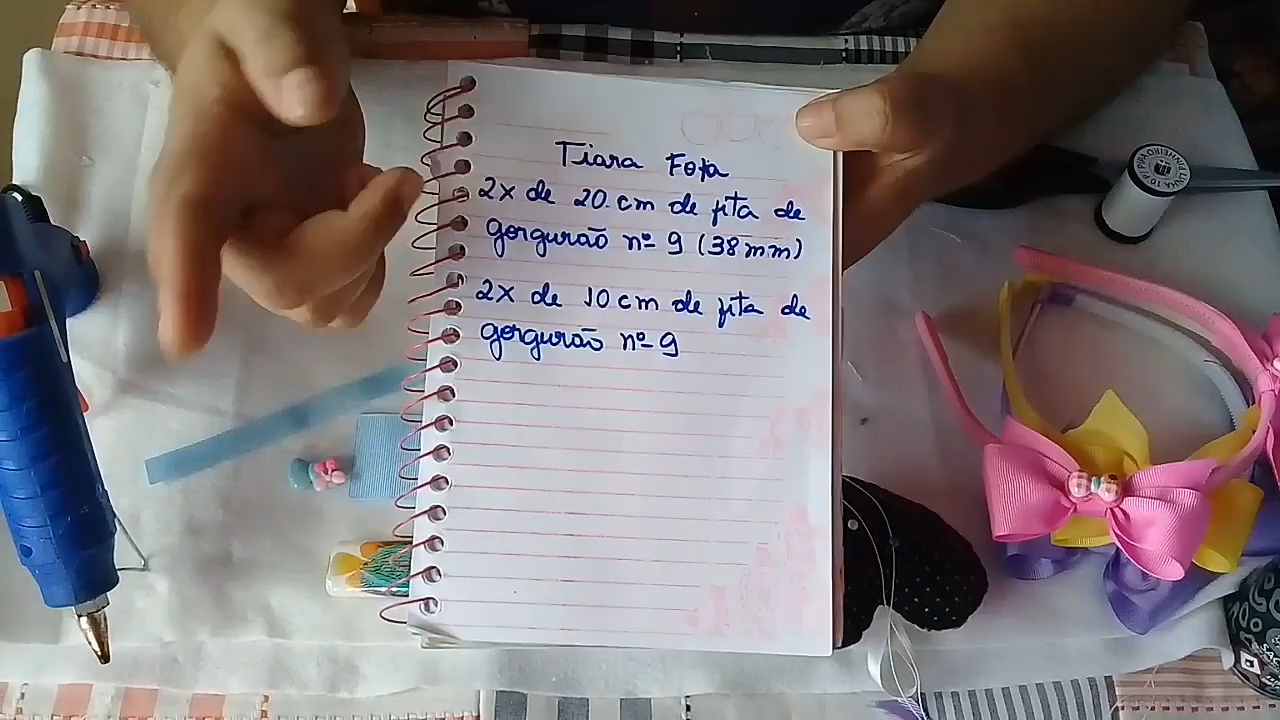 Tiara Fofa
2x de 20 cm de fita de
gorgurão nº 9 (38mm)
2x de 10 cm de fita de
gorgurão nº 9